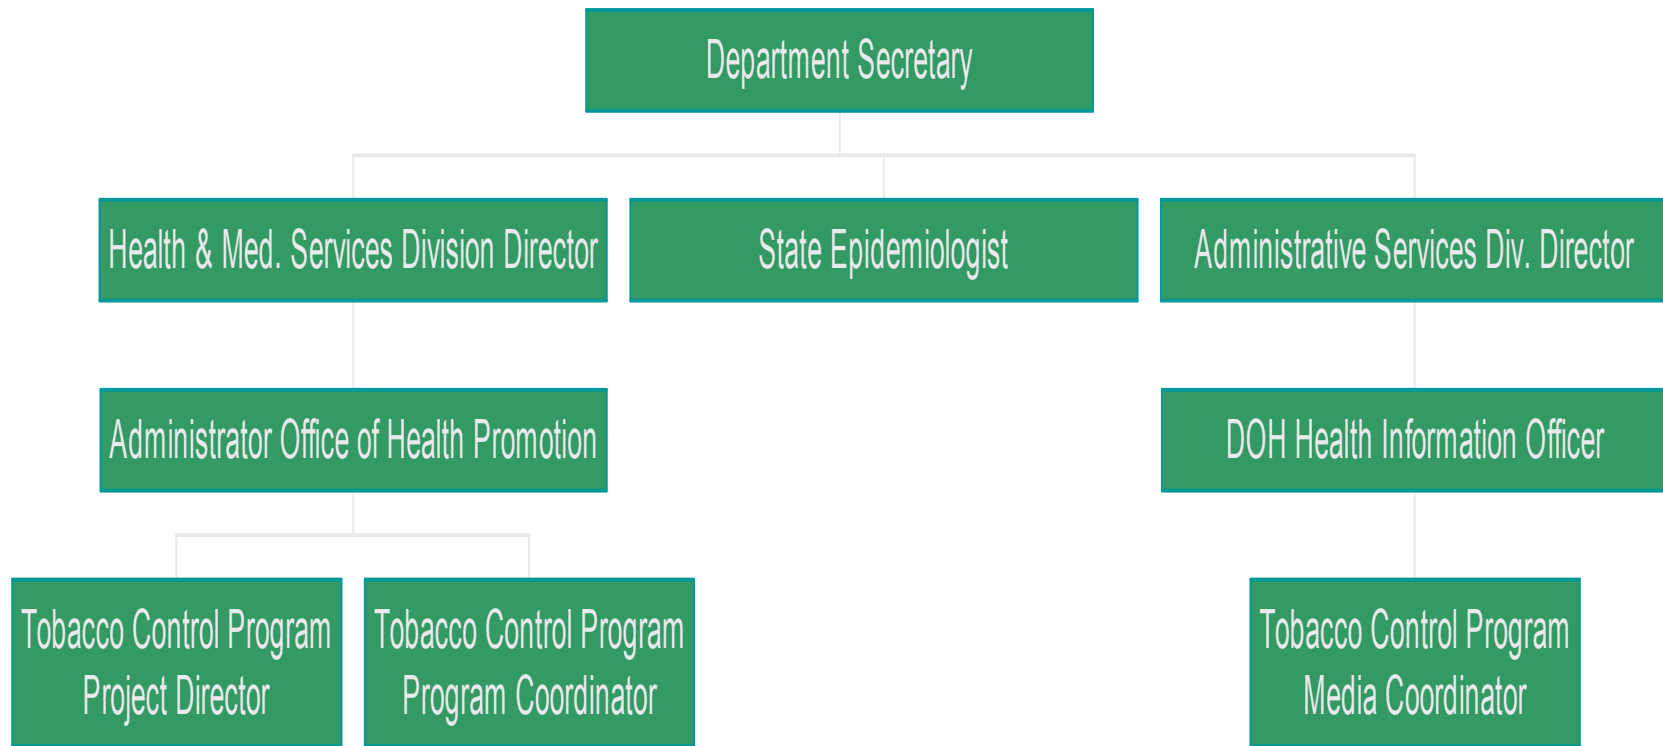 Department Secretary
Health & Med. Services Division Director
State Epidemiologist
Administrative Services Div. Director
Administrator Office of Health Promotion
DOH Health Information Officer
Tobacco Control Program
Project Director
Tobacco Control Program
Program Coordinator
Tobacco Control Program
Media Coordinator